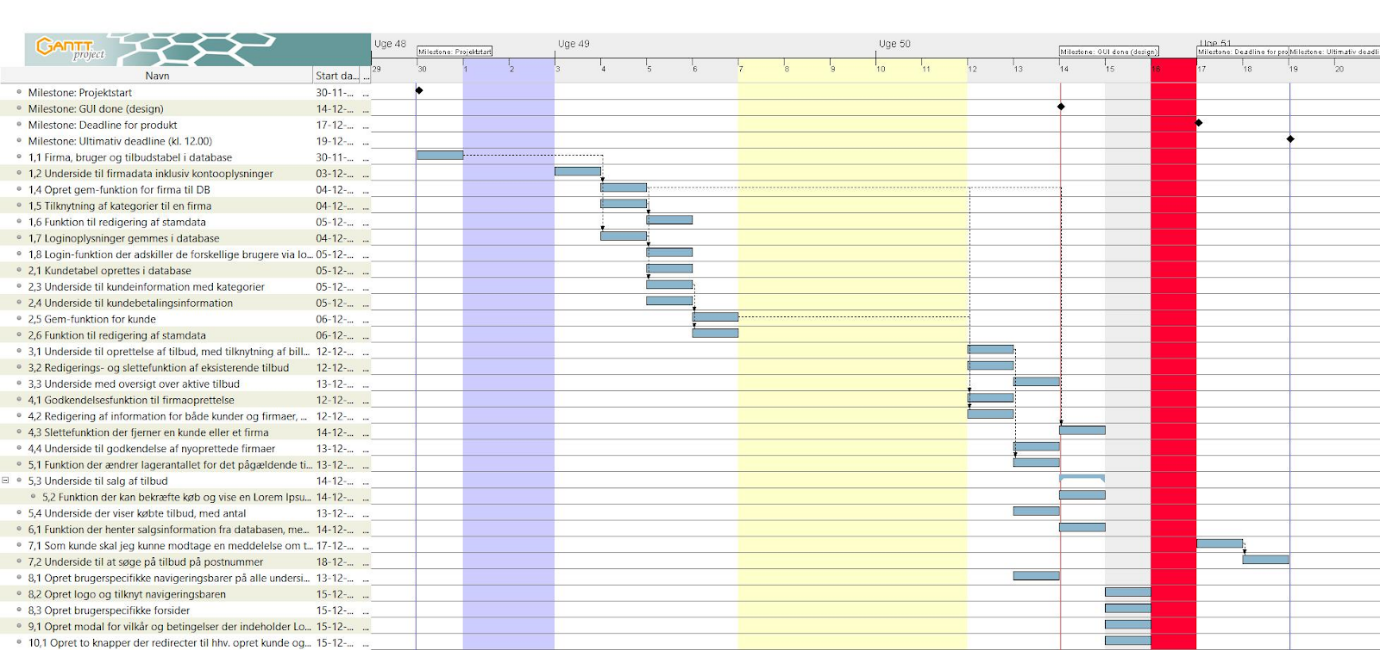 GANTT
project
Uge 48
Uge 49
Uge 50
Uge 51
Milestone: Projektstart
Milestone: GUI done (design)
Milestone: Deadline for pro
Milestone: Ultimativ deadli
Navn
Start da...
...
29 30 1 2 3 4 5 6 7 8 9 10 11 12 13 14 15 16 17 18 19 20
Milestone: Projektstart 30-11-... ...
Milestone: GUI done (design) 14-12-... ...
Milestone: Deadline for produkt 17-12-... ...
Milestone: Ultimativ deadline (kl. 12.00) 19-12-... ...
1,1 Firma, bruger og tilbudstabel i database 30-11-... ...
1,2 Underside til firmadata inklusiv kontooplysninger 03-12-... ...
1,4 Opret gem-funktion for firma til DB 04-12-... ...
1,5 Tilknytning af kategorier til en firma 04-12-... ...
1,6 Funktion til redigering af stamdata 05-12-... ...
1,7 Loginoplysninger gemmes i database 04-12-... ...
1,8 Login-funktion der adskiller de forskellige brugere via lo... 05-12-... ...
2,1 Kundetabel oprettes i database 05-12-... ...
2,3 Underside til kundeinformation med kategorier 05-12-... ...
2,4 Underside til kundebetalingsinformation 05-12-... ...
2,5 Gem-funktion for kunde 06-12-... ...
2,6 Funktion til redigering af stamdata 06-12-... ...
3,1 Underside til oprettelse af tilbud, med tilknytning af bill... 12-12-... ...
3,2 Redigerings- og slettefunktion af eksisterende tilbud 12-12-... ...
3,3 Underside med oversigt over aktive tilbud 13-12-... ...
4,1 Godkendelsesfunktion til firmaoprettelse 12-12-... ...
4,2 Redigering af information for både kunder og firmaer, ... 12-12-... ...
4,3 Slettefunktion der fjerner en kunde eller et firma 14-12-... ...
4,4 Underside til godkendelse af nyoprettede firmaer 13-12-... ...
5,1 Funktion der ændrer lagerantallet for det pågældende ti... 13-12-... ...
5,3 Underside til salg af tilbud 14-12-... ...
5,2 Funktion der kan bekræfte køb og vise en Lorem Ipsu... 14-12-... ...
5,4 Underside der viser købte tilbud, med antal 13-12-... ...
6,1 Funktion der henter salgsinformation fra databasen, me... 14-12-... ...
7,1 Som kunde skal jeg kunne modtage en meddelelse om t... 17-12-... ...
7,2 Underside til at søge på tilbud på postnummer 18-12-... ...
8,1 Opret brugerspecifikke navigeringsbarer på alle undersi... 13-12-... ...
8,2 Opret logo og tilknyt navigeringsbaren 15-12-... ...
8,3 Opret brugerspecifikke forsider 15-12-... ...
9,1 Opret modal for vilkår og betingelser der indeholder Lo... 15-12-... ...
10,1 Opret to knapper der redirecter til hhv. opret kunde og... 15-12-... ...